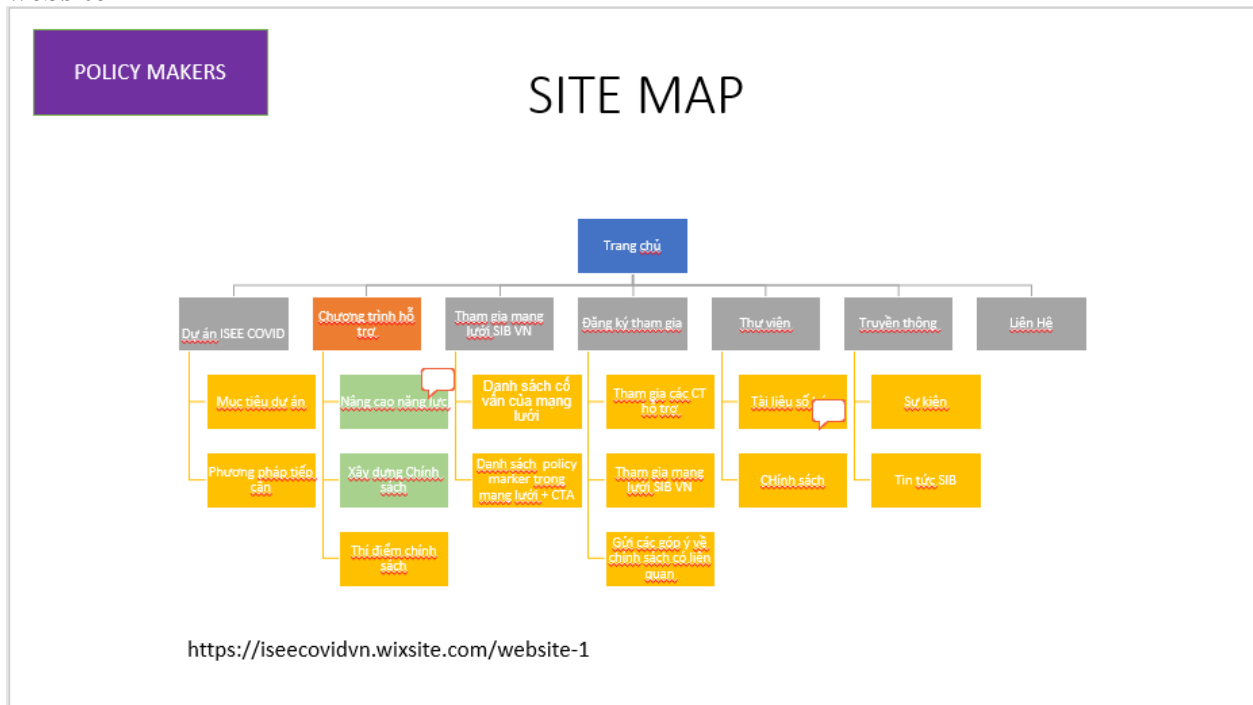 POLICY MAKERS
SITE MAP
Trang chủ
Dự án ISEE COVID
Chương trình hỗ
trợ
Tham gia mạng
lưới SIB VN
Đăng ký tham gia
Thư viện
Truyền thông
Liên Hệ
Mục tiêu dự án
Nâng cao năng lực
Danh sách cố
vấn của mạng
lưới
Tham gia các CT
hỗ trợ
Tài liệu số
Sự kiện
Phương pháp tiếp
cận
Xây dựng Chính
sách
Danh sách policy
marker trong
mạng lưới + CTA
Tham gia mạng
lưới SIB VN
CHính sách
Tin tức SIB
Thí điểm chính
sách
Gửi các góp ý về
chính sách có liên
quan
https://iseecovidvn.wixsite.com/website-1